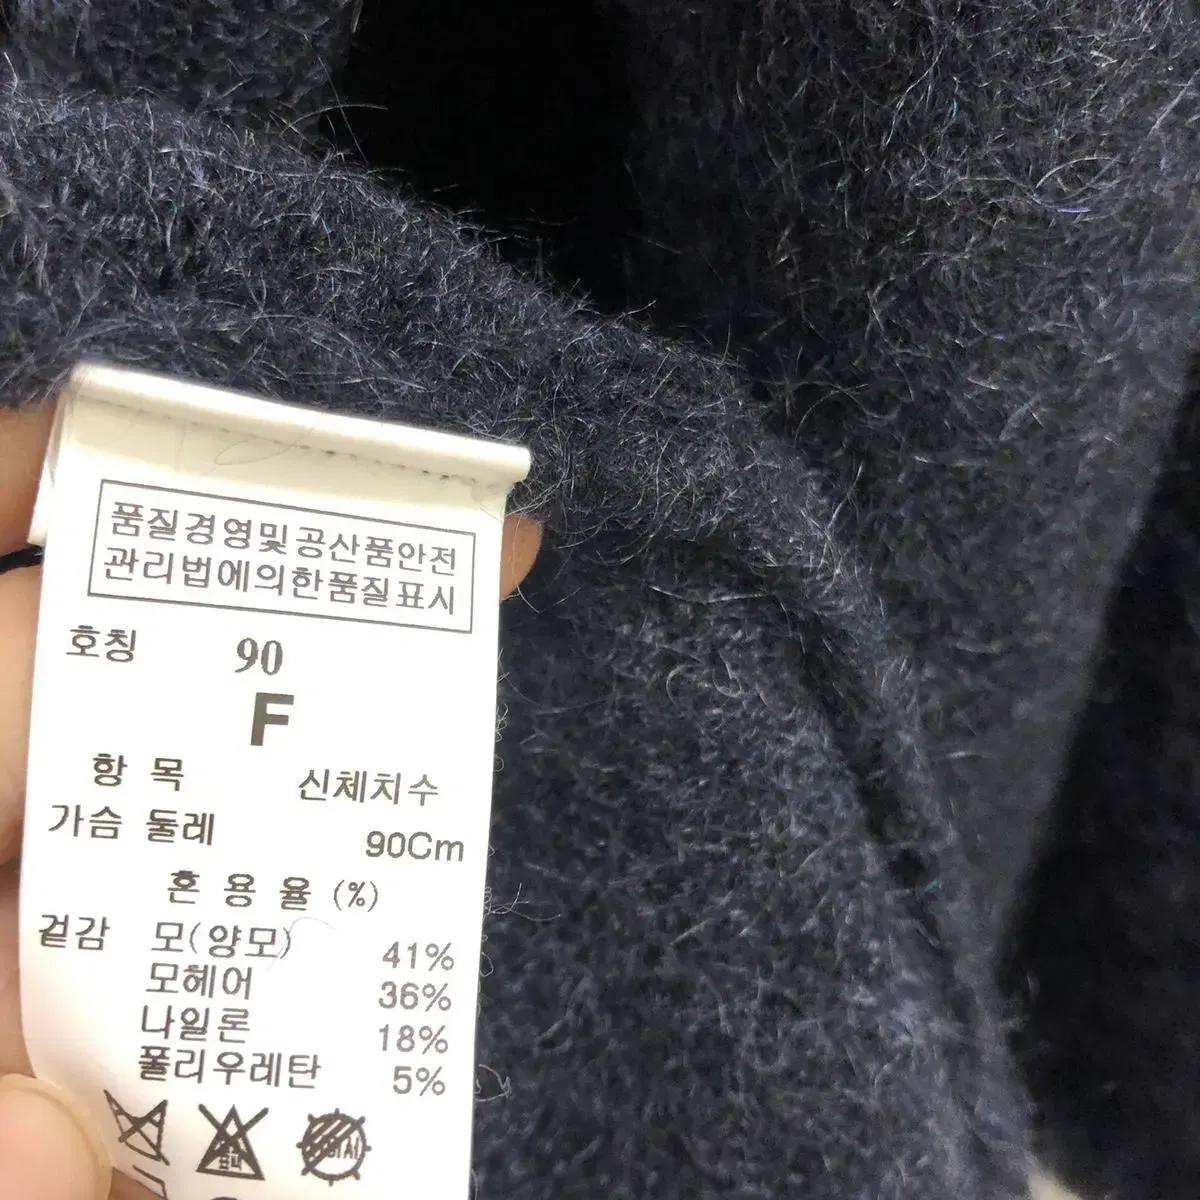 품질경영및공산품안전
관리법에의한품질표시
호칭 90
F
항 목 신체치수
가슴 둘레 90Cm
혼 용 율 (%)
겉감 모(양모) 41%
모헤어 36%
나일론 18%
폴리우레탄 5%